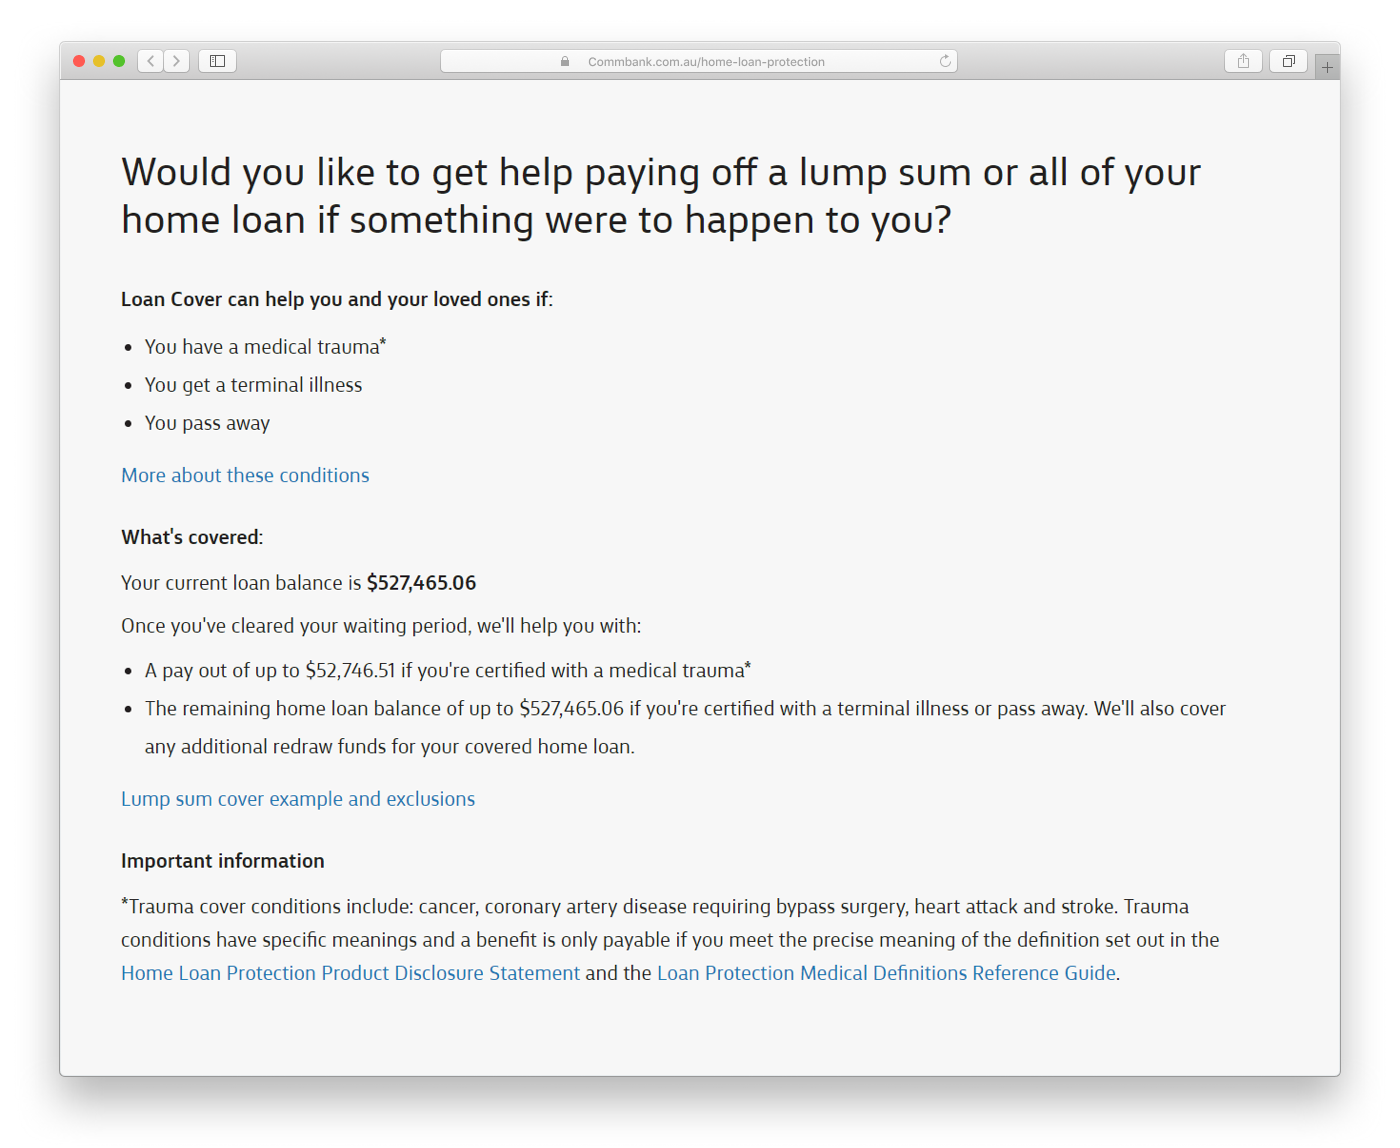 Commbank.com.au/home-loan-protection
Would you like to get help paying off a lump sum or all of your
home loan if something were to happen to you?
Loan Cover can help you and your loved ones if:
• You have a medical trauma*
• You get a terminal illness
• You pass away
More about these conditions
What's covered:
Your current loan balance is $527,465.06
Once you've cleared your waiting period, we'll help you with:
• A pay out of up to $52,746.51 if you're certified with a medical trauma*
• The remaining home loan balance of up to $527,465.06 if you're certified with a terminal illness or pass away. We'll also cover
any additional redraw funds for your covered home loan.
Lump sum cover example and exclusions
Important information
*Trauma cover conditions include: cancer, coronary artery disease requiring bypass surgery, heart attack and stroke. Trauma
conditions have specific meanings and a benefit is only payable if you meet the precise meaning of the definition set out in the
Home Loan Protection Product Disclosure Statement and the Loan Protection Medical Definitions Reference Guide.